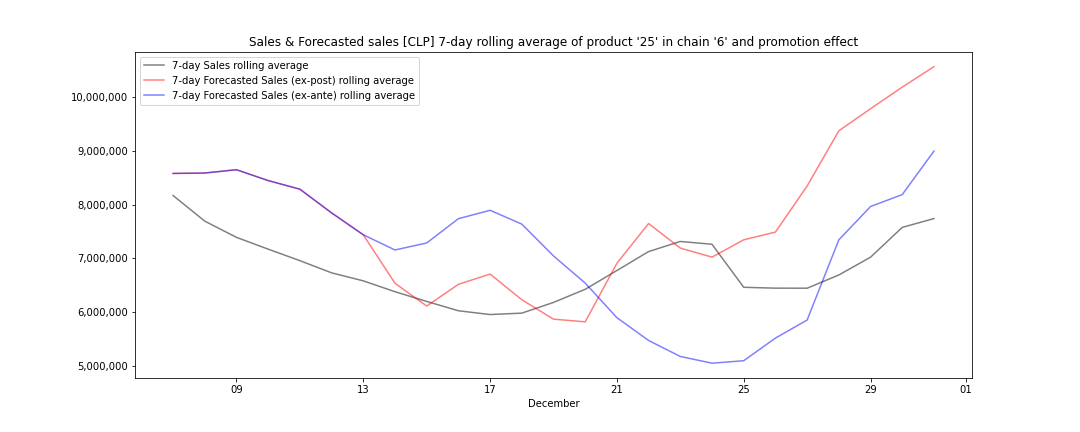 Sales & Forecasted sales [CLP] 7-day rolling average of product '25' in chain '6' and promotion effect
7-day Sales rolling average
7-day Forecasted Sales (ex-post) rolling average
7-day Forecasted Sales (ex-ante) rolling average
10,000,000
9,000,000
8,000,000
7,000,000
6,000,000
5,000,000
09 13 17 21 25 29 01
December